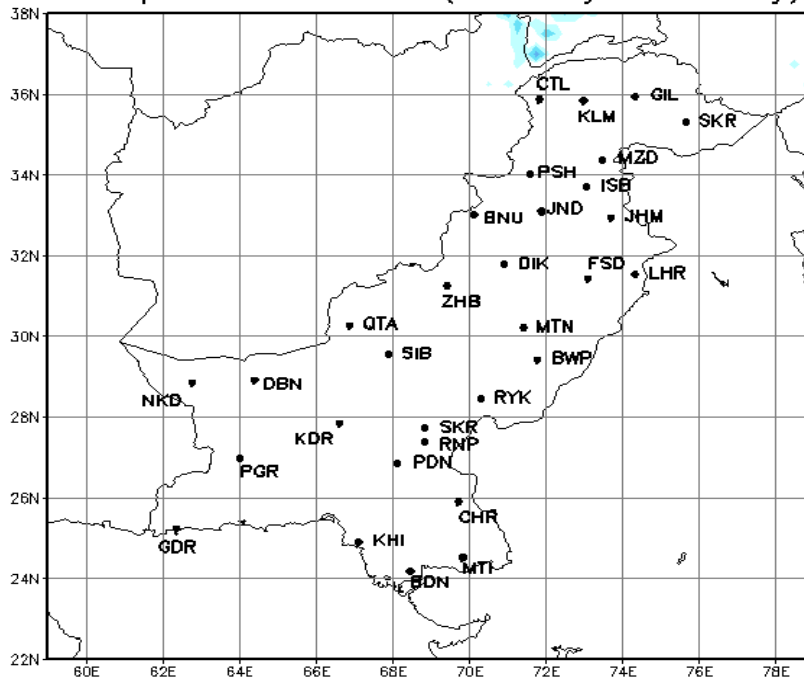 38N
36N
34N
32N
30N
28N
26N
24N
22N
CTL
KLM
GIL
SKR
MZD
PSH
ISB
BNU
JND
JHM
DIK
FSD
LHR
ZHB
QTA
MTN
SIB
BWP
NKD
DBN
RYK
KDR
SKR
RNP
PGR
PDN
CHR
GDR
KHI
MTI
BDN
60E 62E 64E 66E 68E 70E 72E 74E 76E 78E